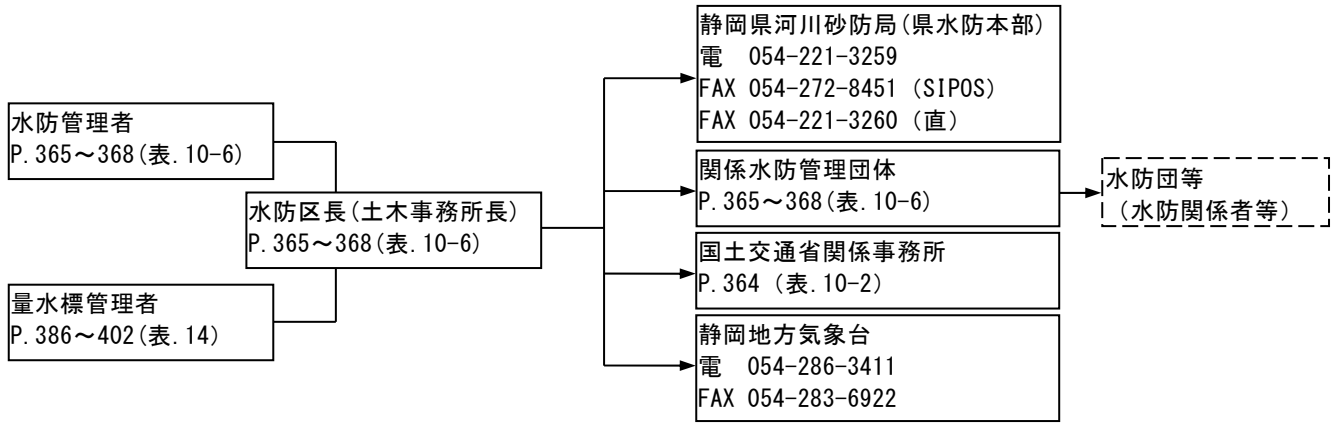 水防管理者
P.365～368(表.10-6)
量水標管理者
P.386～402(表.14)
水防区長(土木事務所長)
P.365～368(表.10-6)
静岡県河川砂防局(県水防本部)
電 054-221-3259
FAX 054-272-8451 (SIPOS)
FAX 054-221-3260 (直)
関係水防管理団体
P.365～368(表.10-6)
国土交通省関係事務所
P.364 (表.10-2)
静岡地方気象台
電 054-286-3411
FAX 054-283-6922
水防団等
(水防関係者等)